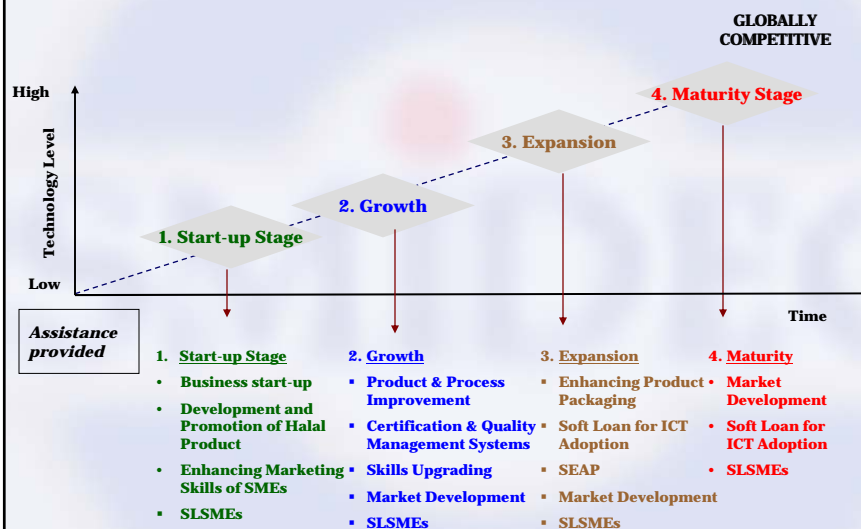 GLOBALLY
COMPETITIVE
High
4. Maturity Stage
3. Expansion
Technology Level
2. Growth
1. Start-up Stage
Low
Time
Assistance
provided
1. Start-up Stage
• Business start-up
• Development and
Promotion of Halal
Product
• Enhancing Marketing
Skills of SMEs
▪ SLSMEs
2. Growth
▪ Product & Process
Improvement
▪ Certification & Quality
Management Systems
▪ Skills Upgrading
▪ Market Development
▪ SLSMEs
3. Expansion
▪ Enhancing Product
Packaging
▪ Soft Loan for ICT
Adoption
▪ SEAP
▪ Market Development
▪ SLSMEs
4. Maturity
• Market
Development
• Soft Loan for
ICT Adoption
• SLSMEs